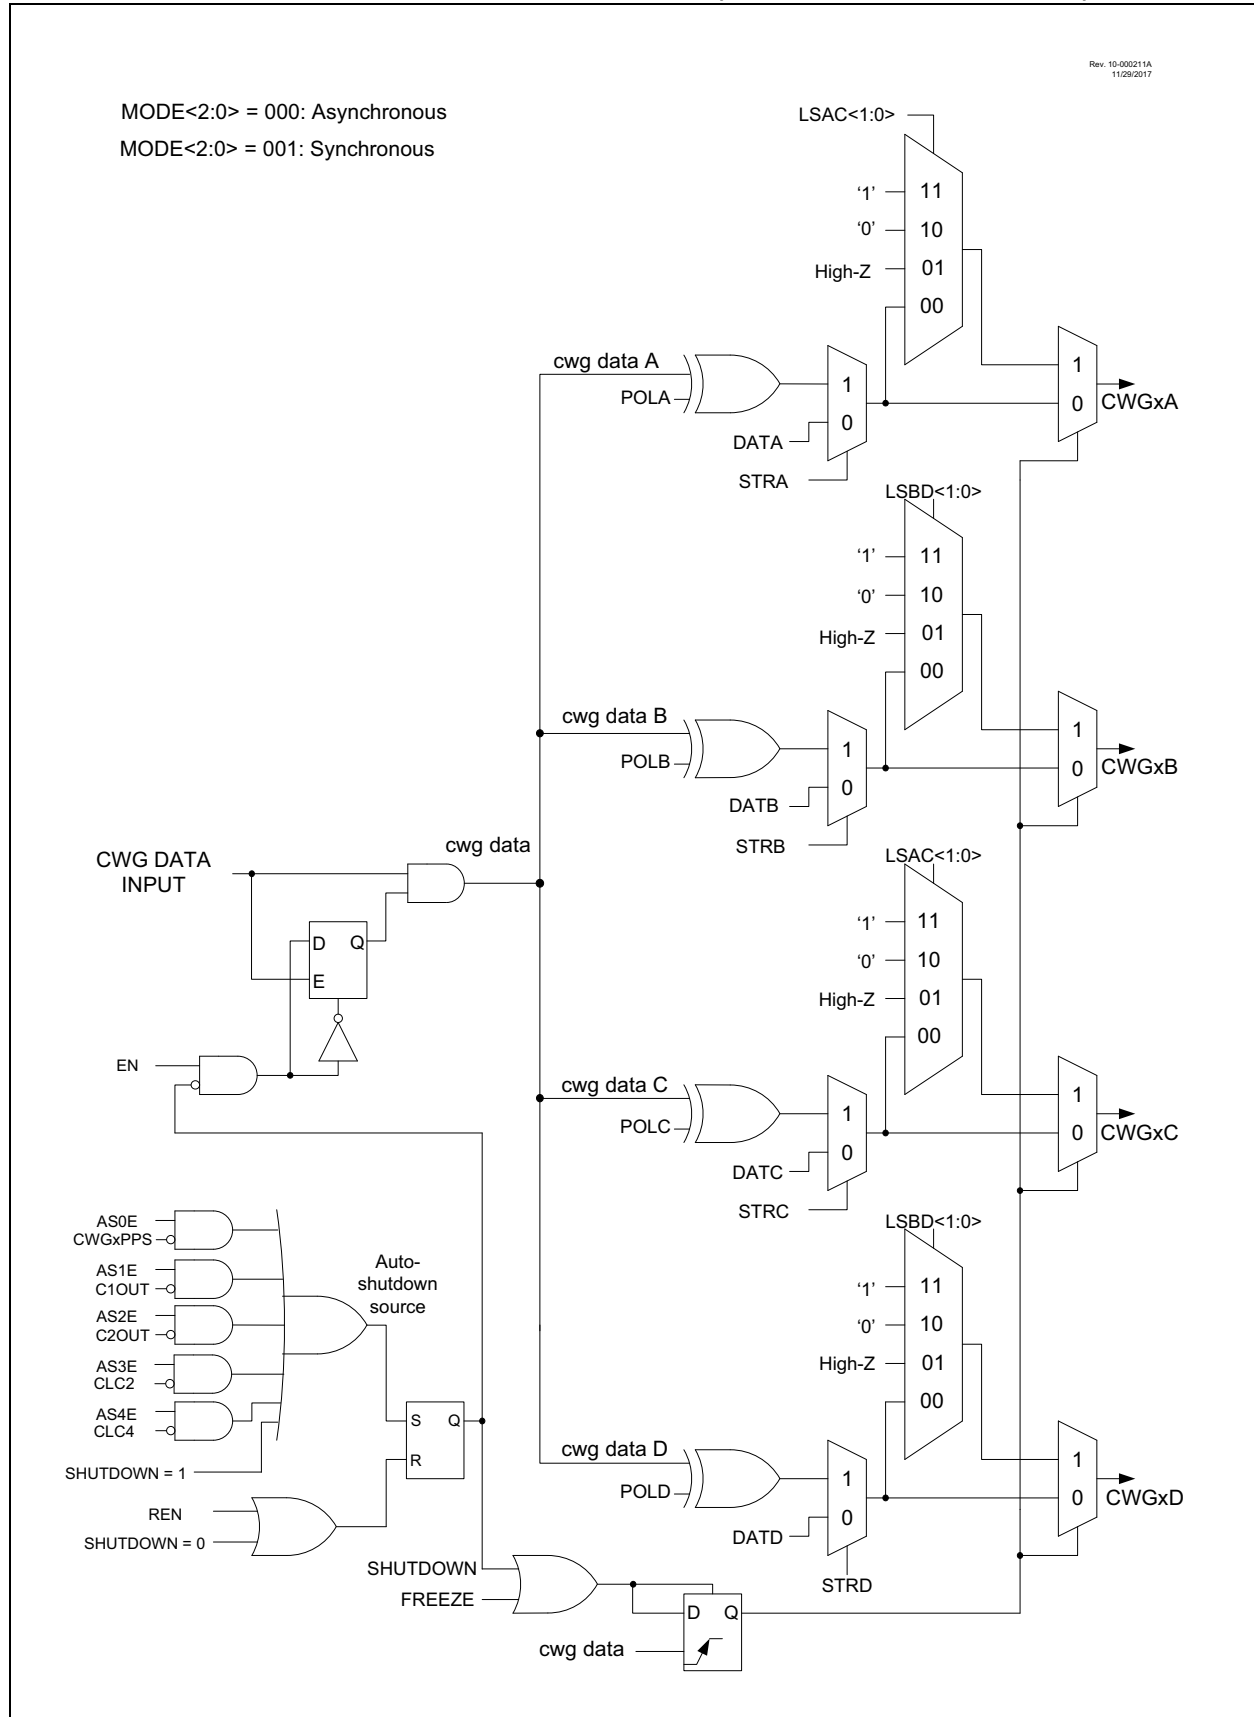 Rev. 10-000211A
11/29/2017
MODE<2:0> = 000: Asynchronous
MODE<2:0> = 001: Synchronous
LSAC<1:0>
‘1’
11
‘0’
10
High-Z
01
00
cwg data A
POLA
1
0
DATA
STRA
1
0
CWGxA
LSBD<1:0>
‘1’
11
‘0’
10
High-Z
01
00
cwg data B
POLB
1
0
DATB
STRB
1
0
CWGxB
cwg data
CWG DATA
INPUT
D
Q
E
EN
LSAC<1:0>
‘1’
11
‘0’
10
High-Z
01
00
cwg data C
POLC
1
0
DATC
STRC
1
0
CWGxC
AS0E
CWGxPPS
AS1E
C1OUT
AS2E
C2OUT
AS3E
CLC2
AS4E
CLC4
SHUTDOWN = 1
Auto-
shutdown
source
S
Q
R
REN
SHUTDOWN = 0
LSBD<1:0>
‘1’
11
‘0’
10
High-Z
01
00
cwg data D
POLD
1
0
DATD
STRD
1
0
CWGxD
SHUTDOWN
FREEZE
D
Q
cwg data